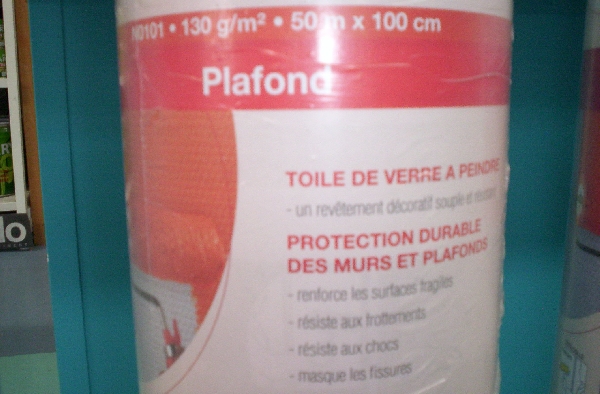 N0101 • 130 g/m² • 50 m x 100 cm
Plafond
TOILE DE VERRE A PEINDRE
- un revêtement décoratif souple et
PROTECTION DURABLE
DES MURS ET PLAFONDS
- renforce les surfaces fragiles
- résiste aux frottements
- résiste aux chocs
- masque les fissures
lo